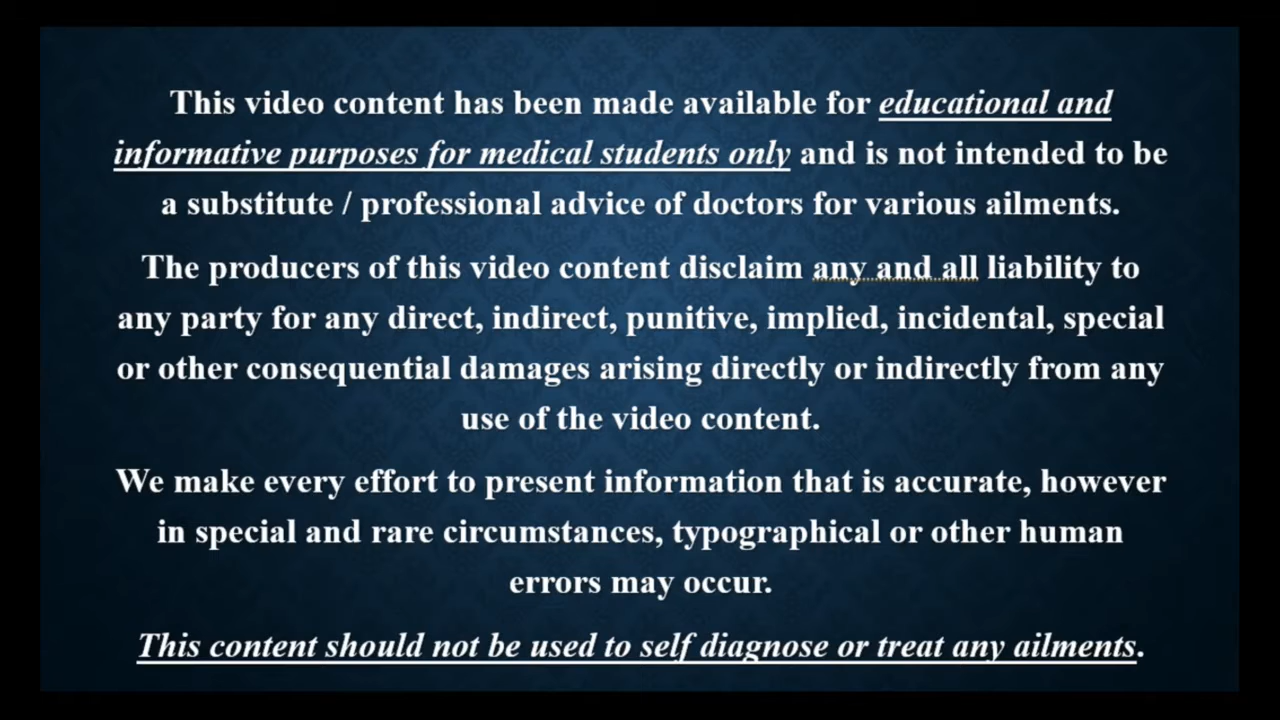 This video content has been made available for educational and
informative purposes for medical students only and is not intended to be
a substitute / professional advice of doctors for various ailments.
The producers of this video content disclaim any and all liability to
any party for any direct, indirect, punitive, implied, incidental, special
or other consequential damages arising directly or indirectly from any
use of the video content.
We make every effort to present information that is accurate, however
in special and rare circumstances, typographical or other human
errors may occur.
This content should not be used to self diagnose or treat any ailments.